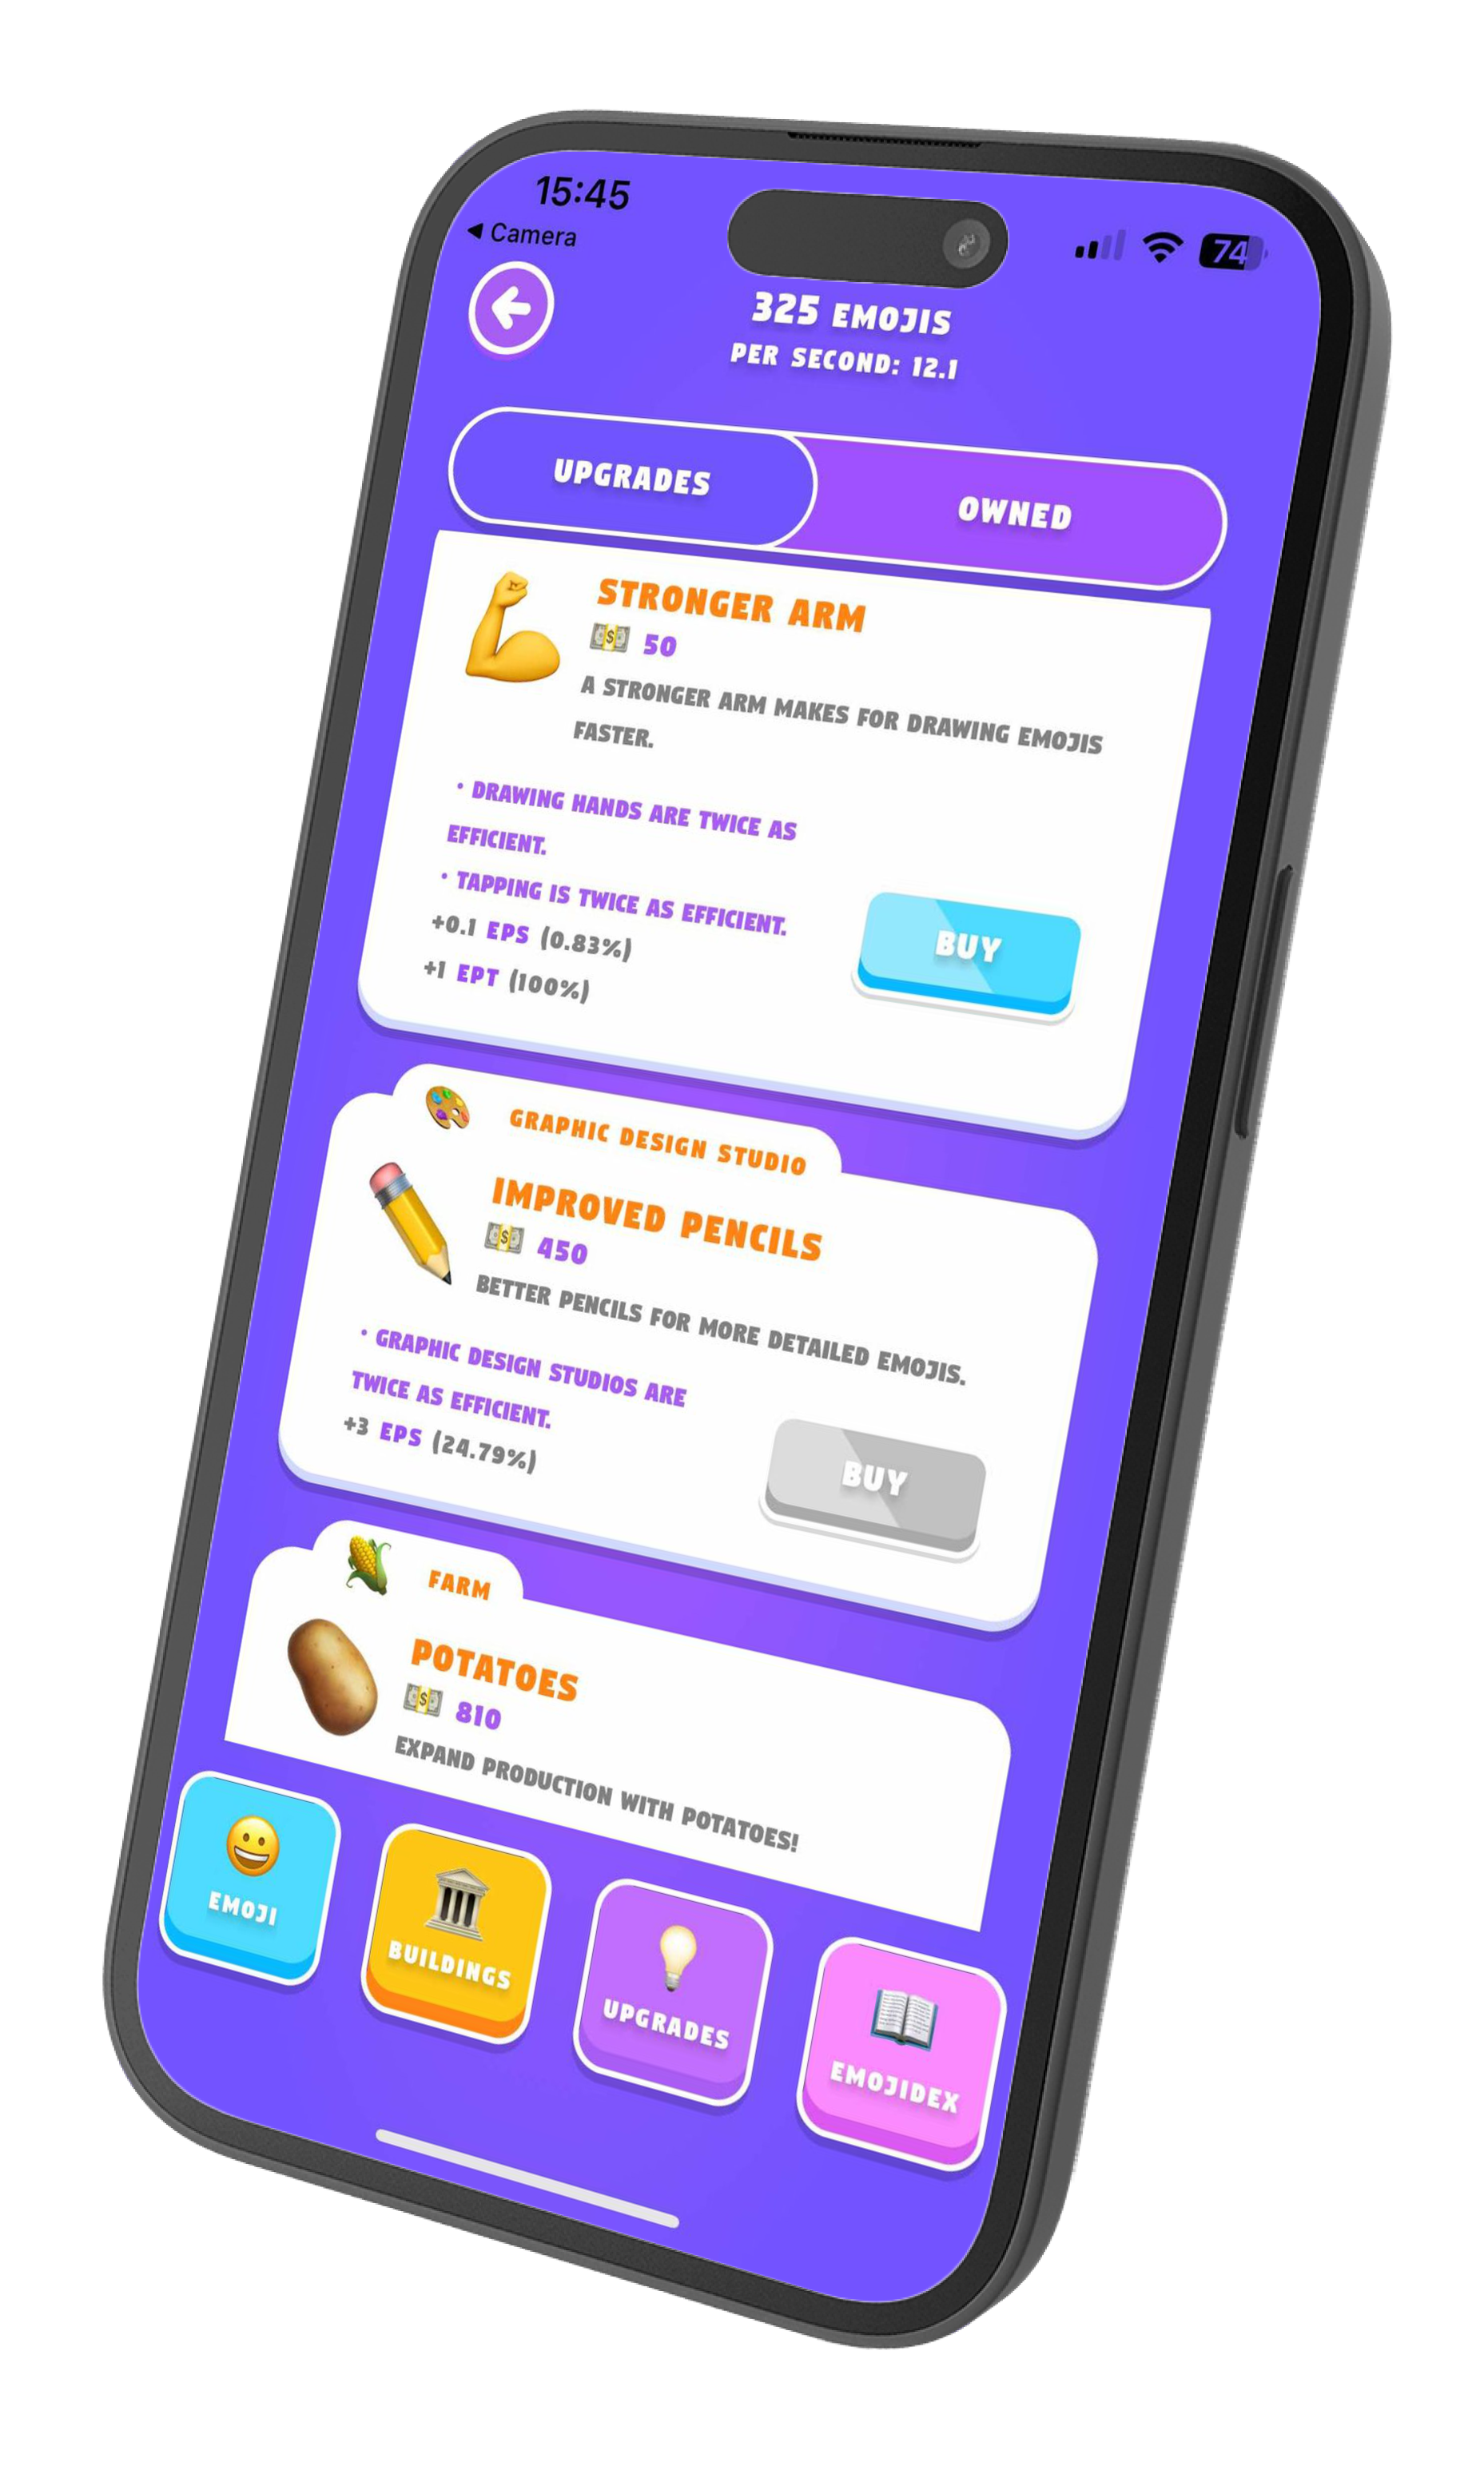 15:45
◀ Camera
74
325 EMOJIS
PER SECOND: 12.1
UPGRADES
OWNED
STRONGER ARM
50
A STRONGER ARM MAKES FOR DRAWING EMOJIS
FASTER.
• DRAWING HANDS ARE TWICE AS
EFFICIENT.
• TAPPING IS TWICE AS EFFICIENT.
+0.1 EPS (0.83%)
+1 EPT (100%)
BUY
GRAPHIC DESIGN STUDIO
IMPROVED PENCILS
450
BETTER PENCILS FOR MORE DETAILED EMOJIS.
• GRAPHIC DESIGN STUDIOS ARE
TWICE AS EFFICIENT.
+3 EPS (24.79%)
BUY
FARM
POTATOES
810
EXPAND PRODUCTION WITH POTATOES!
EMOJI
BUILDINGS
UPGRADES
EMOJIDEX